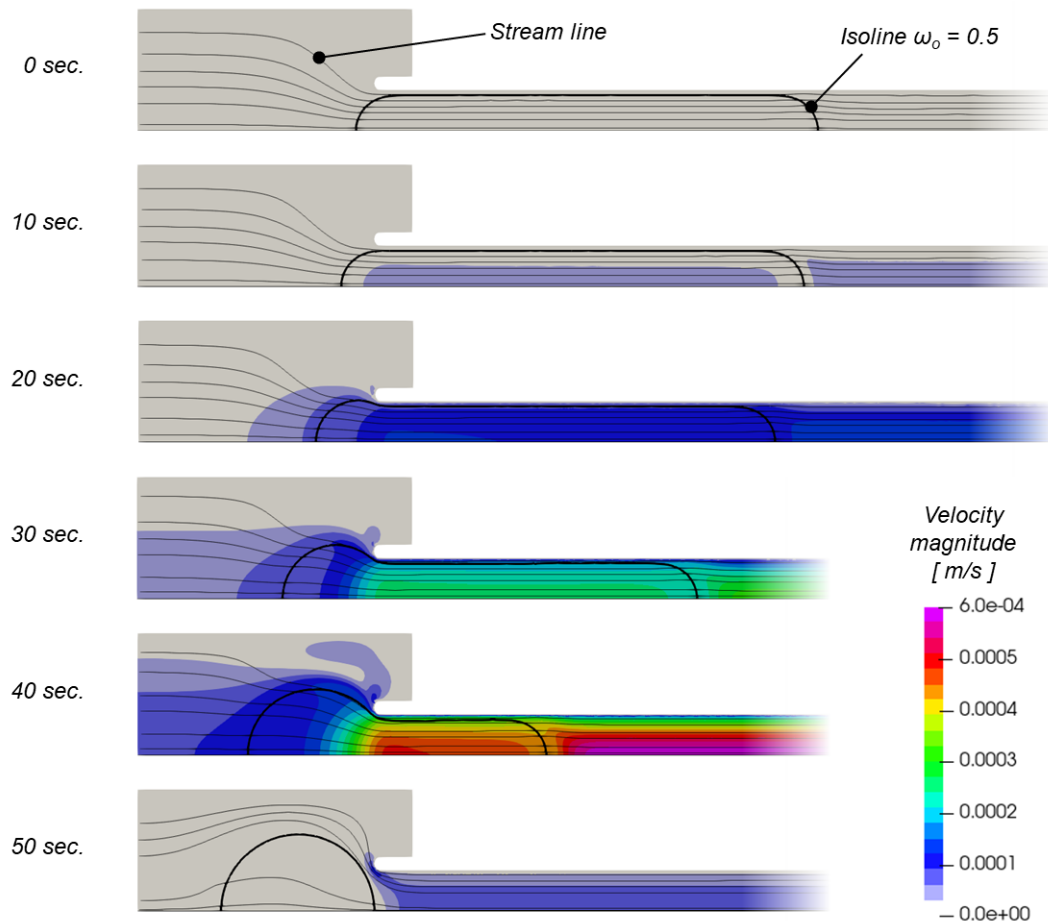 Stream line
Isoline ωₒ = 0.5
0 sec.
10 sec.
20 sec.
30 sec.
40 sec.
50 sec.
Velocity
magnitude
[ m/s ]
6.0e-04
0.0005
0.0004
0.0003
0.0002
0.0001
0.0e+00